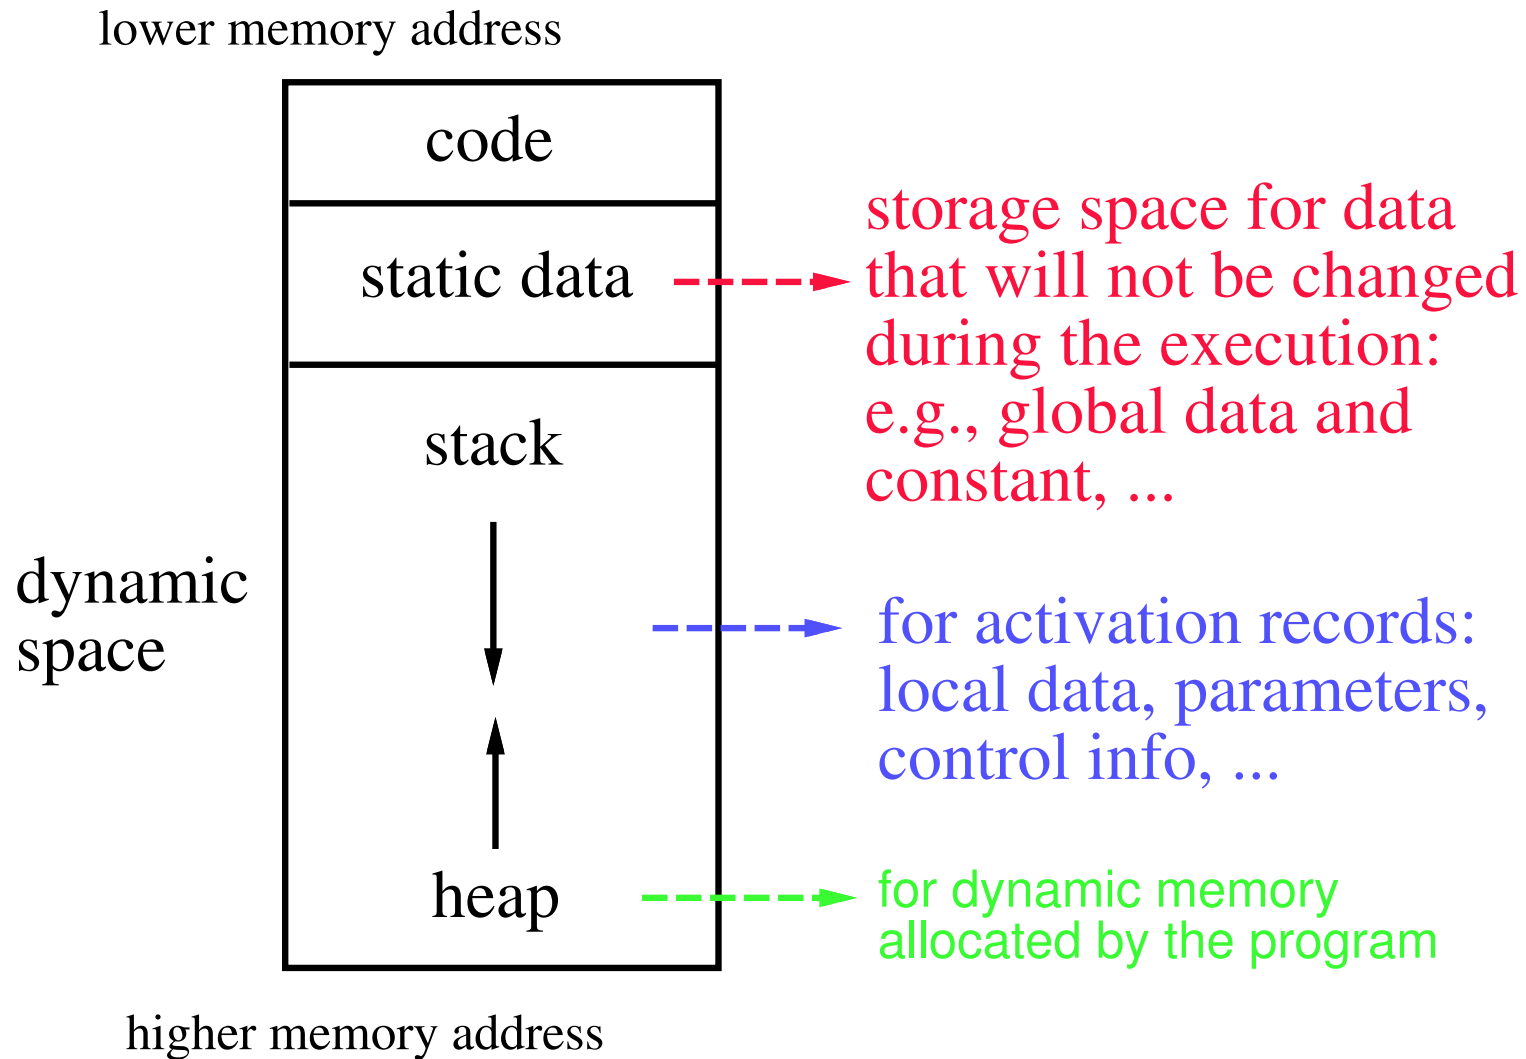 lower memory address
code
static data
storage space for data
that will not be changed
during the execution:
e.g., global data and
constant, ...
stack
dynamic
space
for activation records:
local data, parameters,
control info, ...
heap
for dynamic memory
allocated by the program
higher memory address